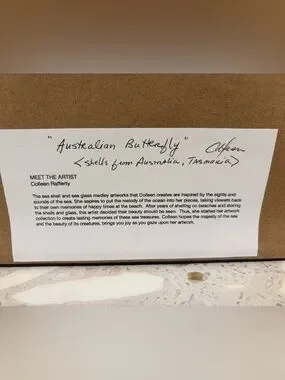 "Australian Butterfly" Colleen
<shells from Australia, Tasmania>
MEET THE ARTIST
Colleen Rafferty
The sea shell and sea glass medley artworks that Colleen creates are inspired by the sights and
sounds of the sea. She aspires to put the melody of the ocean into her pieces, taking viewers back
to their own memories of happy times at the beach. After years of shelling on beaches and storing
the shells and glass, this artist decided their beauty should be seen. Thus, she started her artwork
collection to create lasting memories of these sea treasures. Colleen hopes the majesty of the sea
and the beauty of its creatures, brings you joy as you gaze upon her artwork.